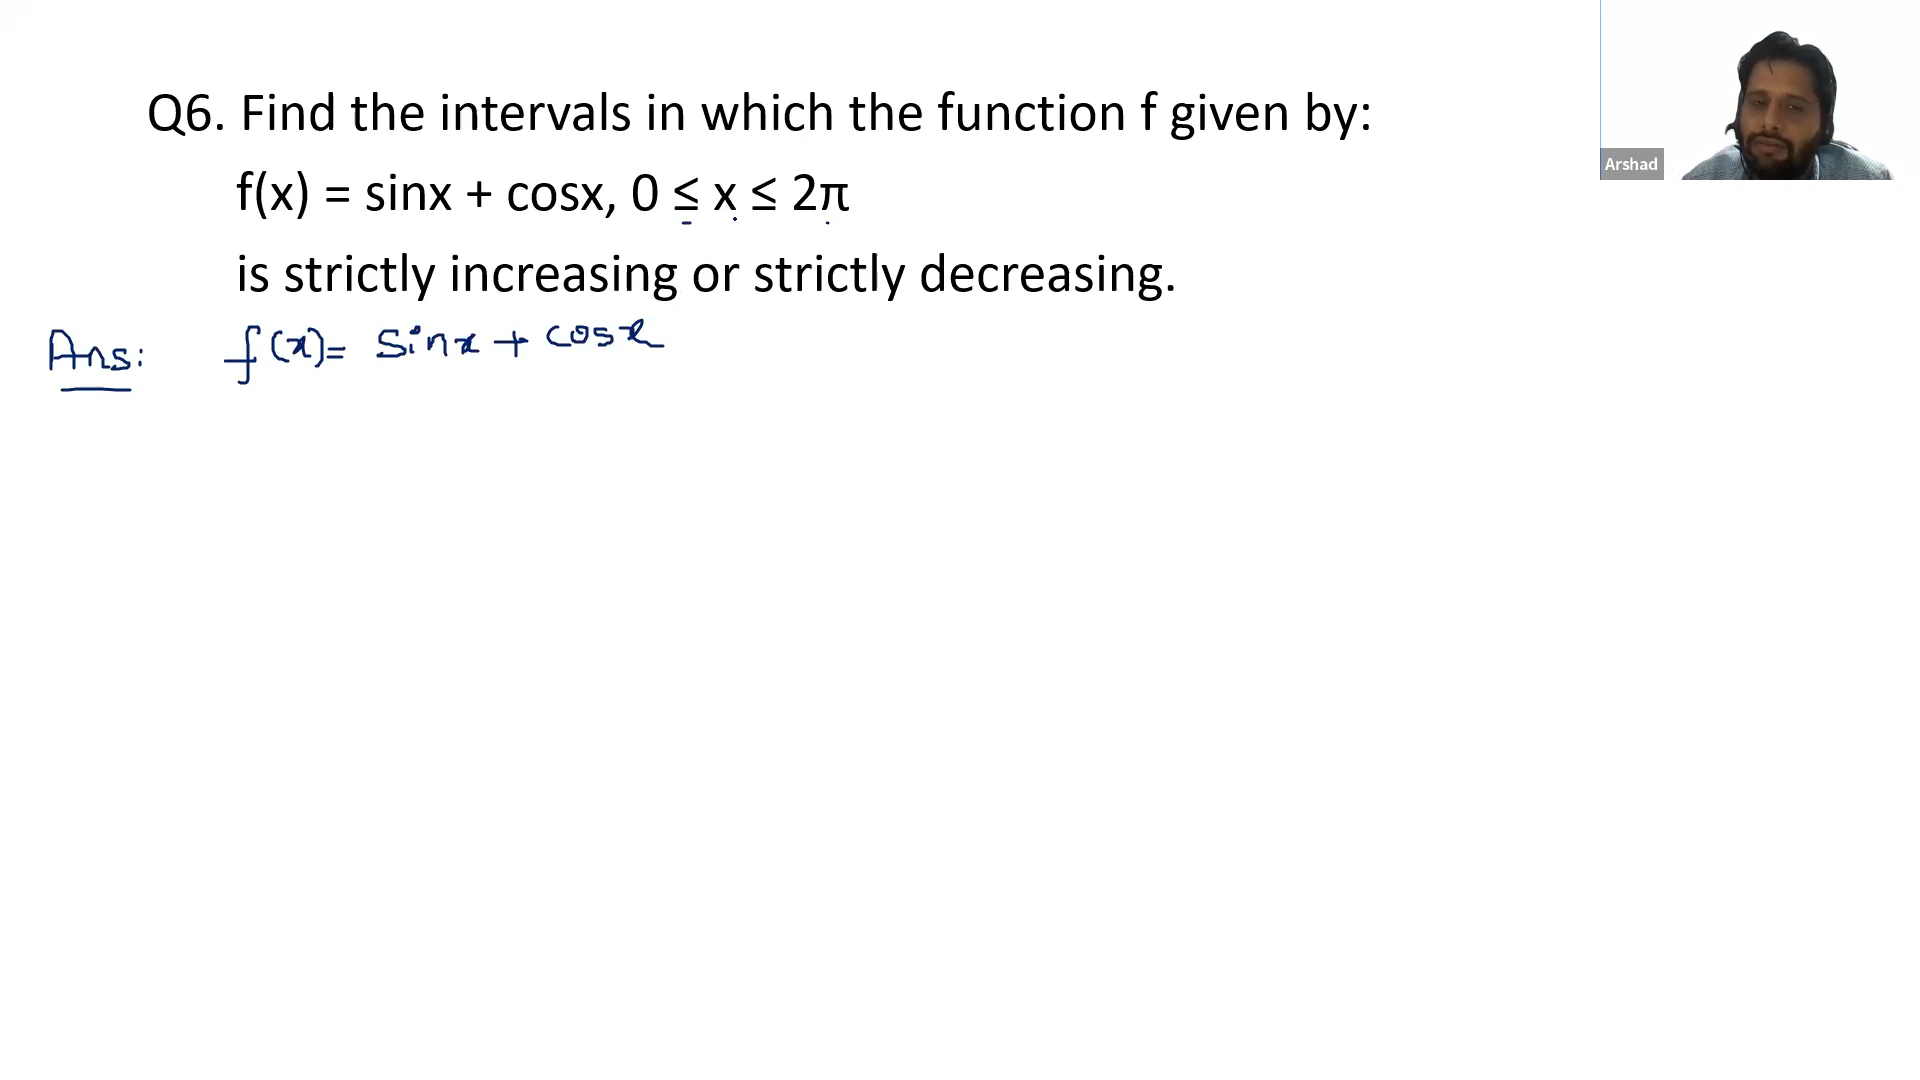 Q6. Find the intervals in which the function f given by:
f(x) = sinx + cosx, 0 ≤ x ≤ 2π
is strictly increasing or strictly decreasing.
Ans: f(x)= sinx + cosx
Arshad